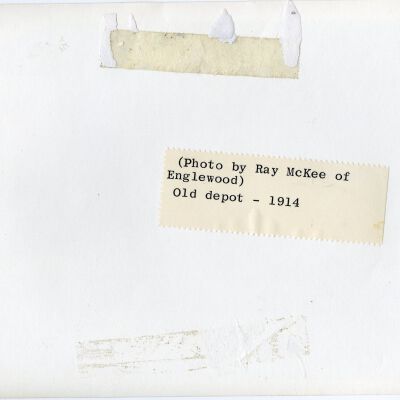 (Photo by Ray McKee of
Englewood)
Old depot - 1914